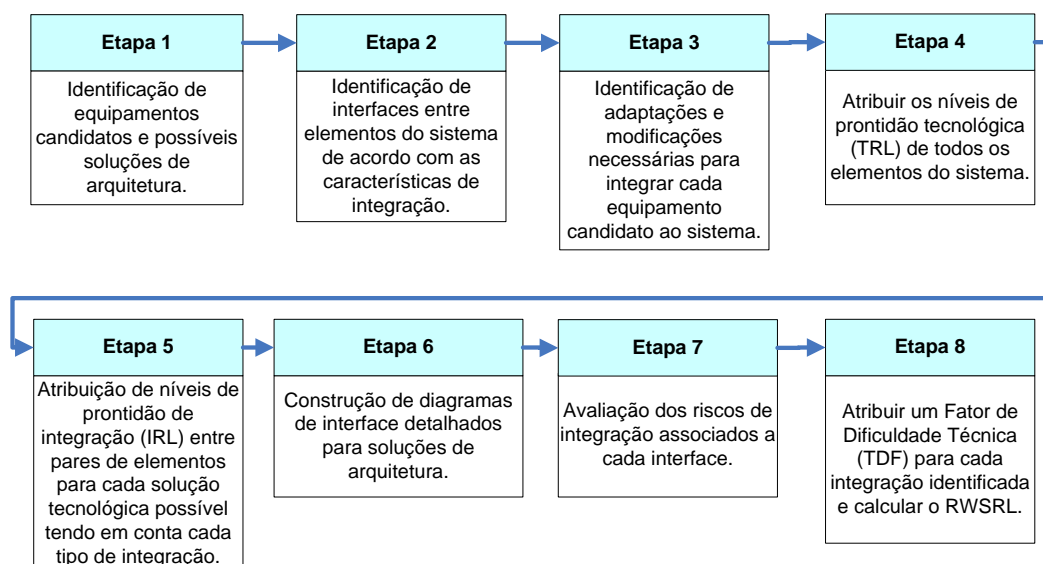 Etapa 1
Identificação de
equipamentos
candidatos e possíveis
soluções de
arquitetura.
Etapa 2
Identificação de
interfaces entre
elementos do sistema
de acordo com as
características de
integração.
Etapa 3
Identificação de
adaptações e
modificações
necessárias para
integrar cada
equipamento
candidato ao sistema.
Etapa 4
Atribuir os níveis de
prontidão tecnológica
(TRL) de todos os
elementos do sistema.
Etapa 5
Atribuição de níveis de
prontidão de
integração (IRL) entre
pares de elementos
para cada solução
tecnológica possível
tendo em conta cada
tipo de integração.
Etapa 6
Construção de diagramas
de interface detalhados
para soluções de
arquitetura.
Etapa 7
Avaliação dos riscos de
integração associados a
cada interface.
Etapa 8
Atribuir um Fator de
Dificuldade Técnica
(TDF) para cada
integração identificada
e calcular o RWSRL.